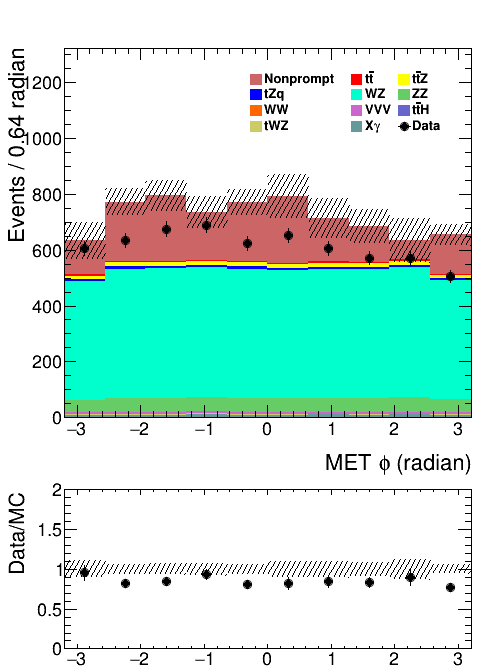 Events / 0.64 radian
1200
1000
800
600
400
200
0
Nonprompt tt̄ tt̄Z
tZq WZ ZZ
WW VVV tt̄H
tWZ Xγ Data
−3 −2 −1 0 1 2 3
MET ϕ (radian)
Data/MC
2
1.5
1
0.5
0
−3 −2 −1 0 1 2 3